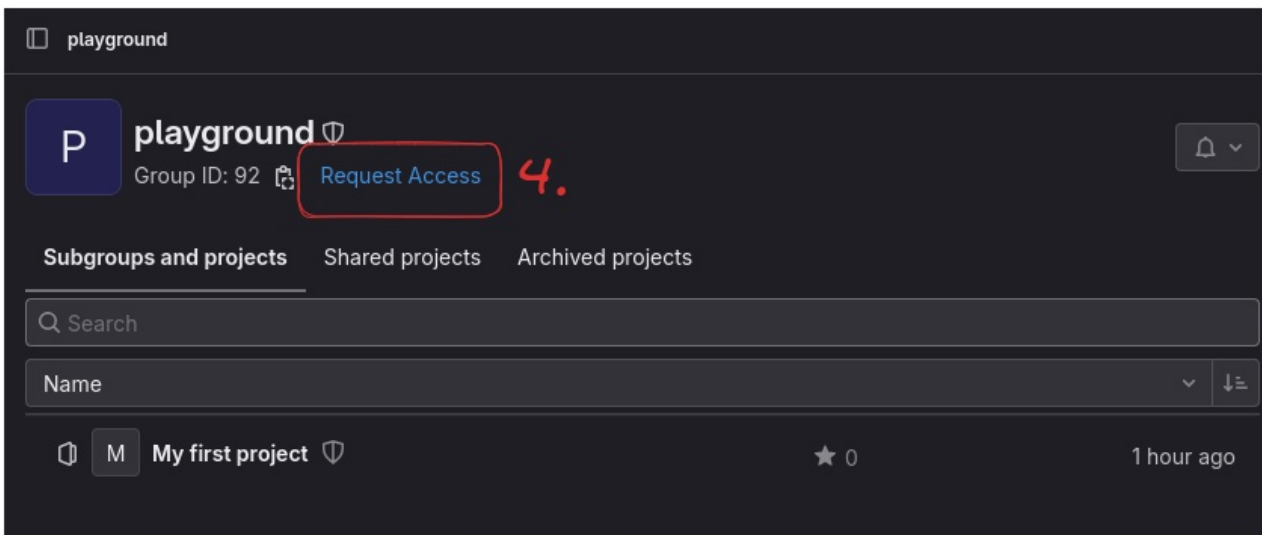 playground
P
playground
Group ID: 92 Request Access 4.
Subgroups and projects Shared projects Archived projects
Search
Name
M My first project 0 1 hour ago